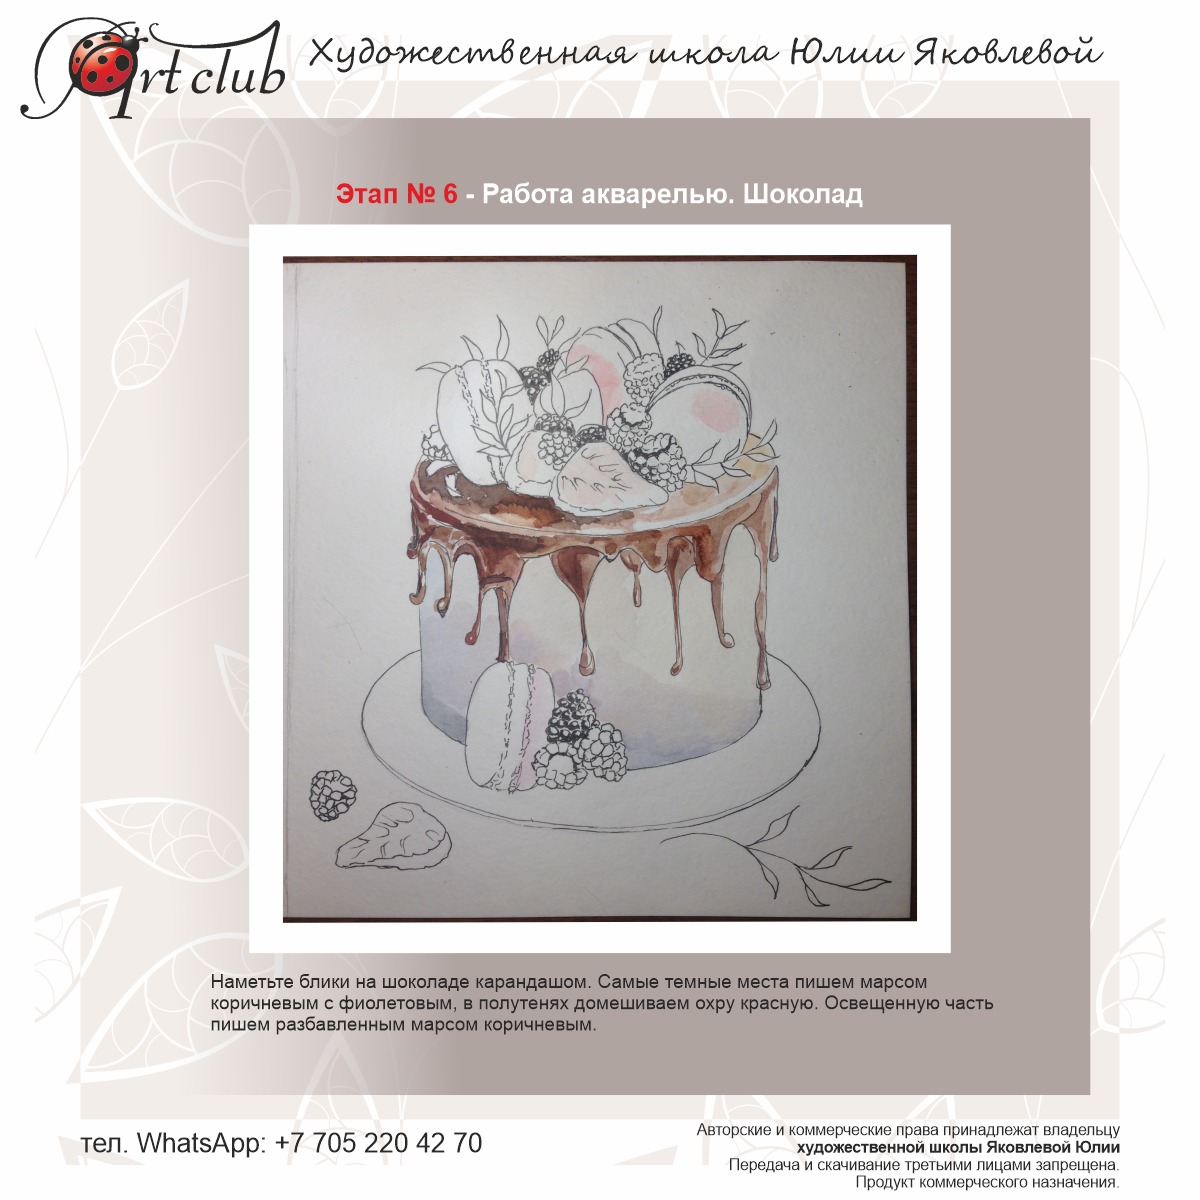 Art club
Художественная школа Юлии Яковлевой
Этап № 6 - Работа акварелью. Шоколад
Наметьте блики на шоколаде карандашом. Самые темные места пишем марсом
коричневым с фиолетовым, в полутенях домешиваем охру красную. Освещенную часть
пишем разбавленным марсом коричневым.
тел. WhatsApp: +7 705 220 42 70
Авторские и коммерческие права принадлежат владельцу
художественной школы Яковлевой Юлии
Передача и скачивание третьими лицами запрещена.
Продукт коммерческого назначения.